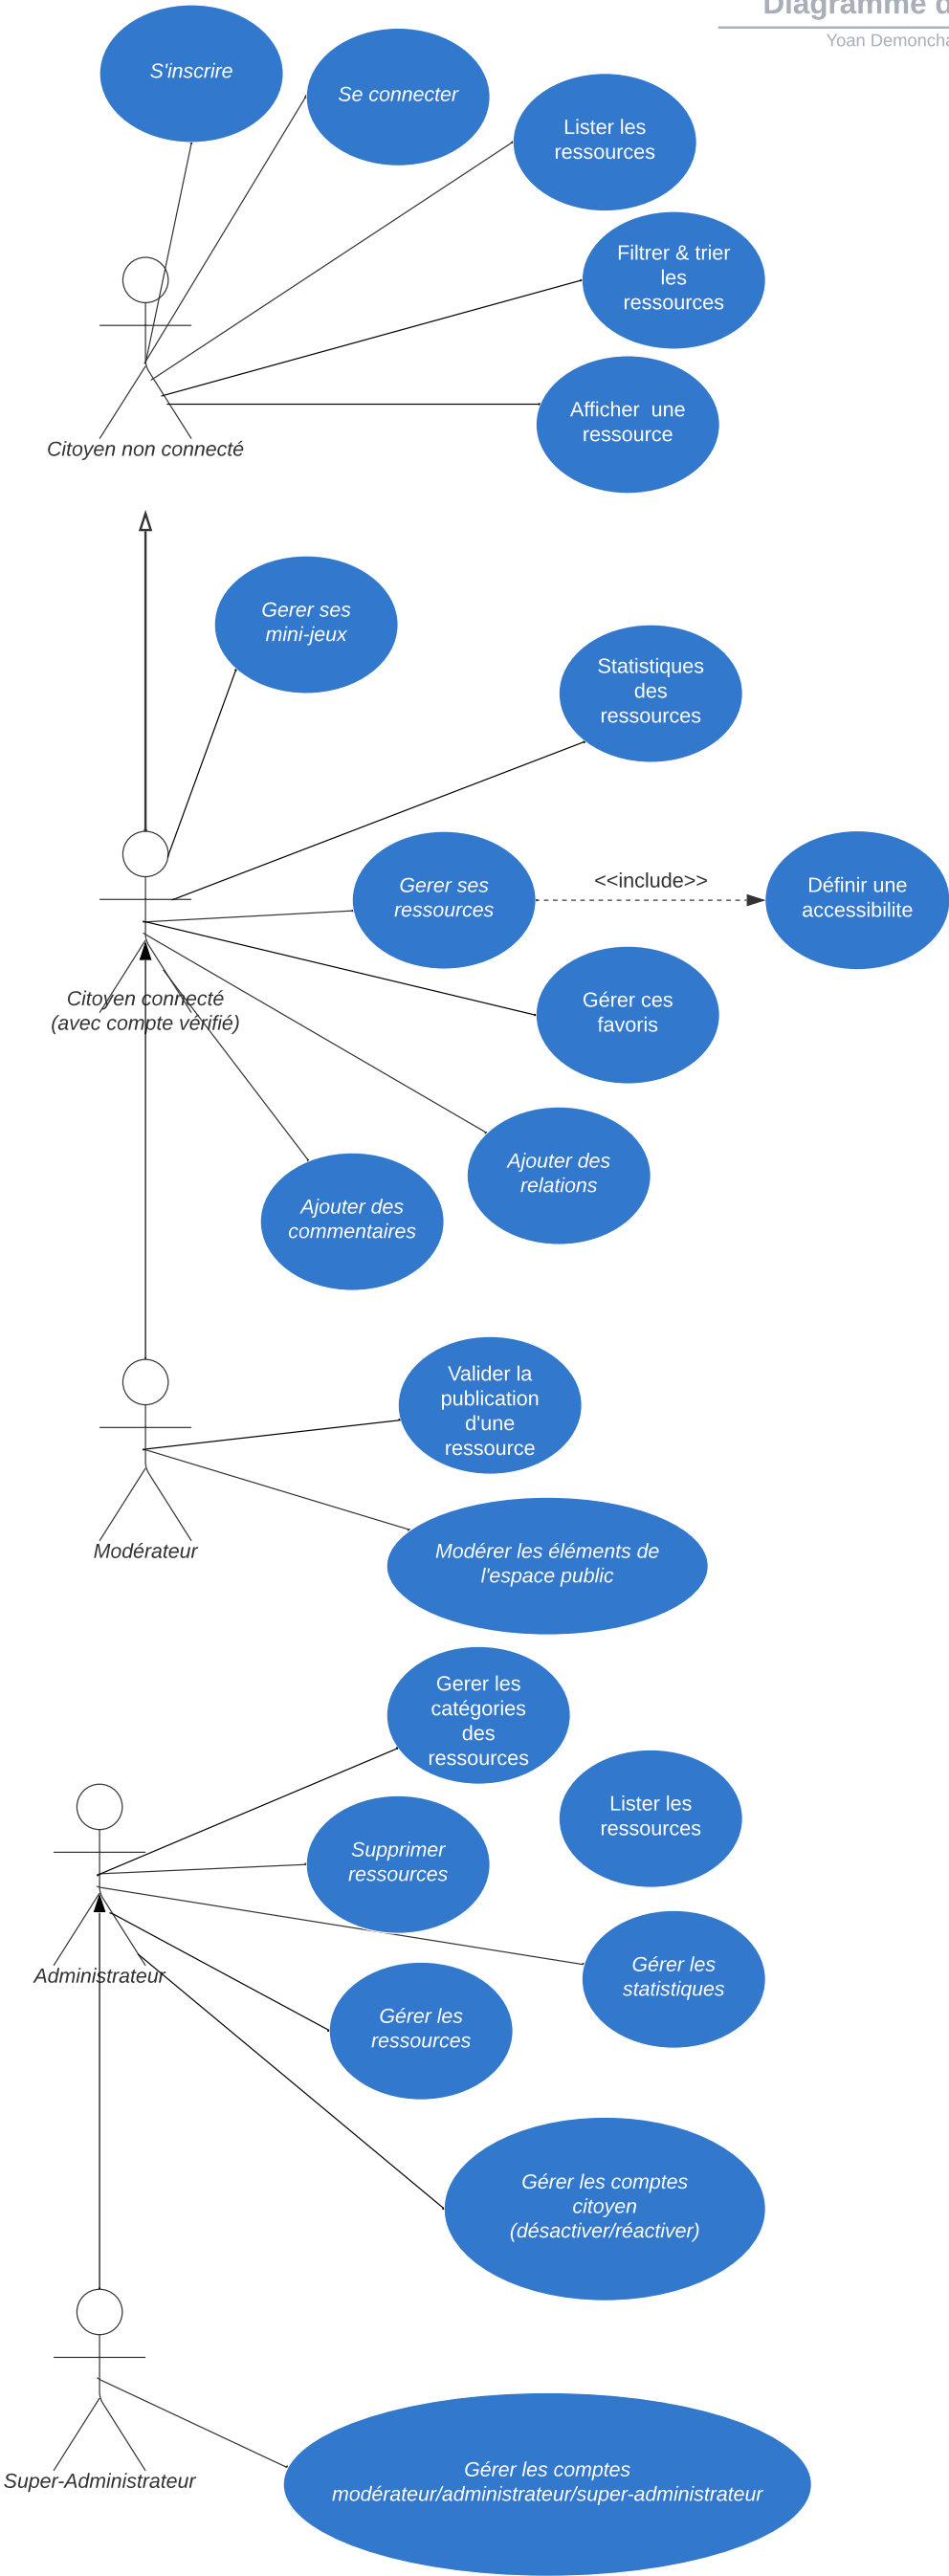 Diagramme d
Yoan Demoncha
S'inscrire
Se connecter
Lister les
ressources
Filtrer & trier
les
ressources
Afficher une
ressource
Citoyen non connecté
Gerer ses
mini-jeux
Statistiques
des
ressources
Gerer ses
ressources
<<include>>
Définir une
accessibilite
Citoyen connecté
(avec compte vérifié)
Gérer ces
favoris
Ajouter des
relations
Ajouter des
commentaires
Valider la
publication
d'une
ressource
Modérateur
Modérer les éléments de
l'espace public
Gerer les
catégories
des
ressources
Lister les
ressources
Supprimer
ressources
Administrateur
Gérer les
statistiques
Gérer les
ressources
Gérer les comptes
citoyen
(désactiver/réactiver)
Super-Administrateur
Gérer les comptes
modérateur/administrateur/super-administrateur